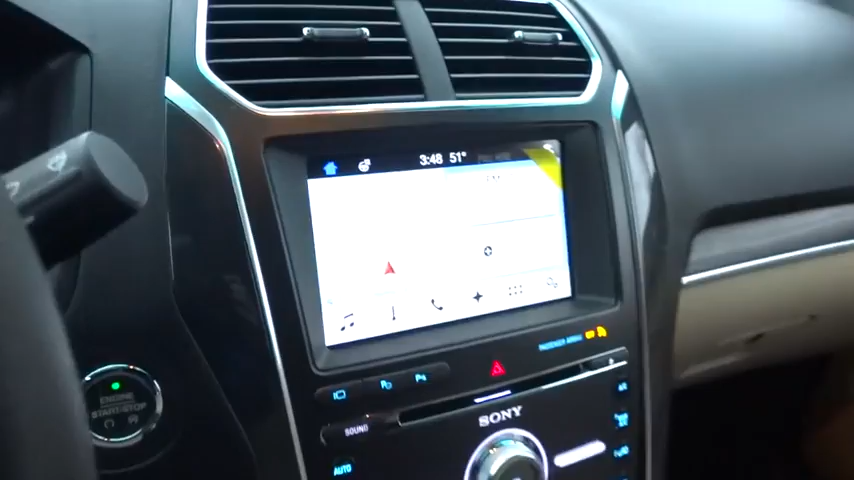 3:48 51°
PASSENGER AIRBAG
ENGINE
START STOP
SOUND
SONY
AUTO